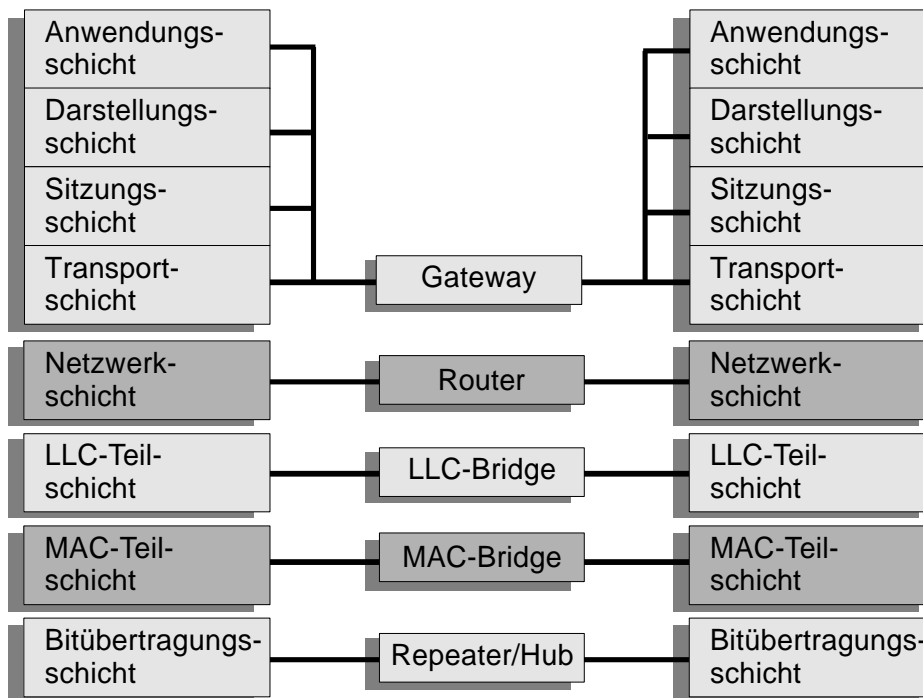 Anwendungs-
schicht
Darstellungs-
schicht
Sitzungs-
schicht
Transport-
schicht
Gateway
Anwendungs-
schicht
Darstellungs-
schicht
Sitzungs-
schicht
Transport-
schicht
Netzwerk-
schicht
Router
Netzwerk-
schicht
LLC-Teil-
schicht
LLC-Bridge
LLC-Teil-
schicht
MAC-Teil-
schicht
MAC-Bridge
MAC-Teil-
schicht
Bitübertragungs-
schicht
Repeater/Hub
Bitübertragungs-
schicht